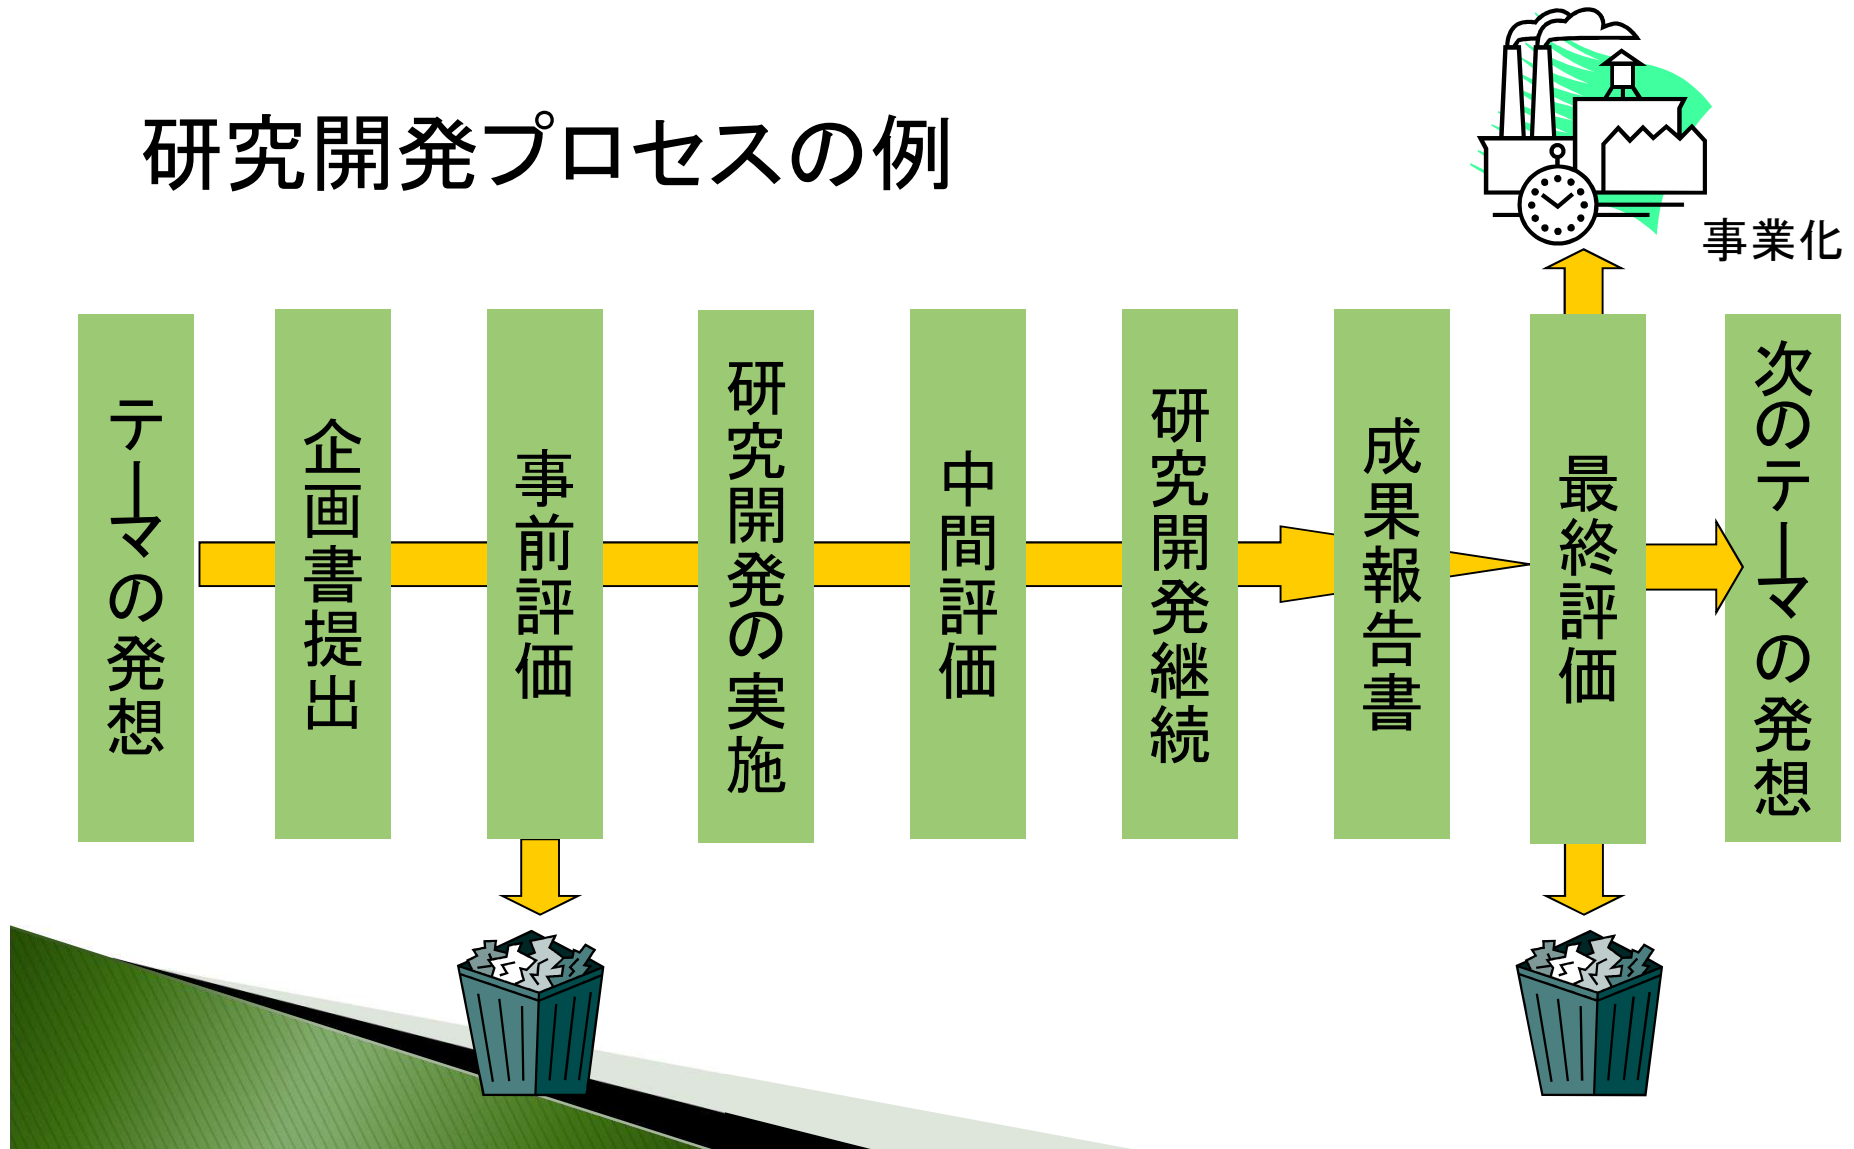 研究開発プロセスの例
事業化
テーマの発想
企画書提出
事前評価
研究開発の実施
中間評価
研究開発継続
成果報告書
最終評価
次のテーマの発想